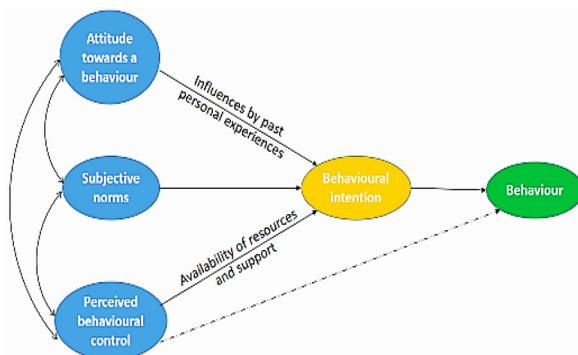 Attitude
towards a
behaviour
Influences by past
personal experiences
Subjective
norms
Behavioural
intention
Behaviour
Availability of resources
and support
Perceived
behavioural
control